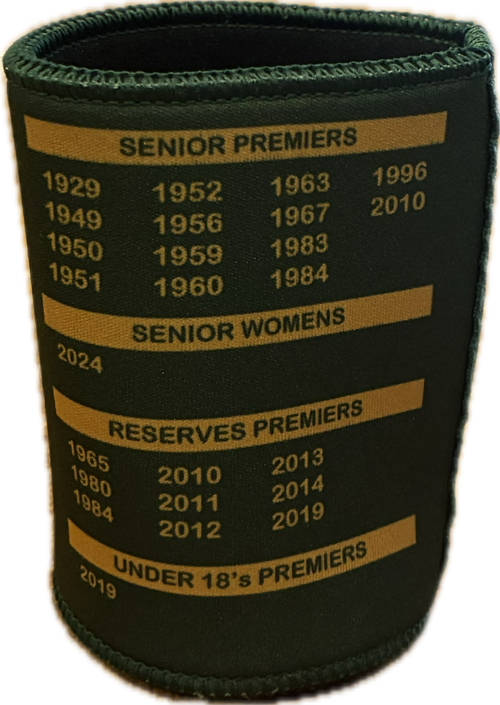 SENIOR PREMIERS
1929 1952 1963 1996
1949 1956 1967 2010
1950 1959 1983
1951 1960 1984
SENIOR WOMENS
2024
RESERVES PREMIERS
1965 2010 2013
1980 2011 2014
1984 2012 2019
UNDER 18's PREMIERS
2019